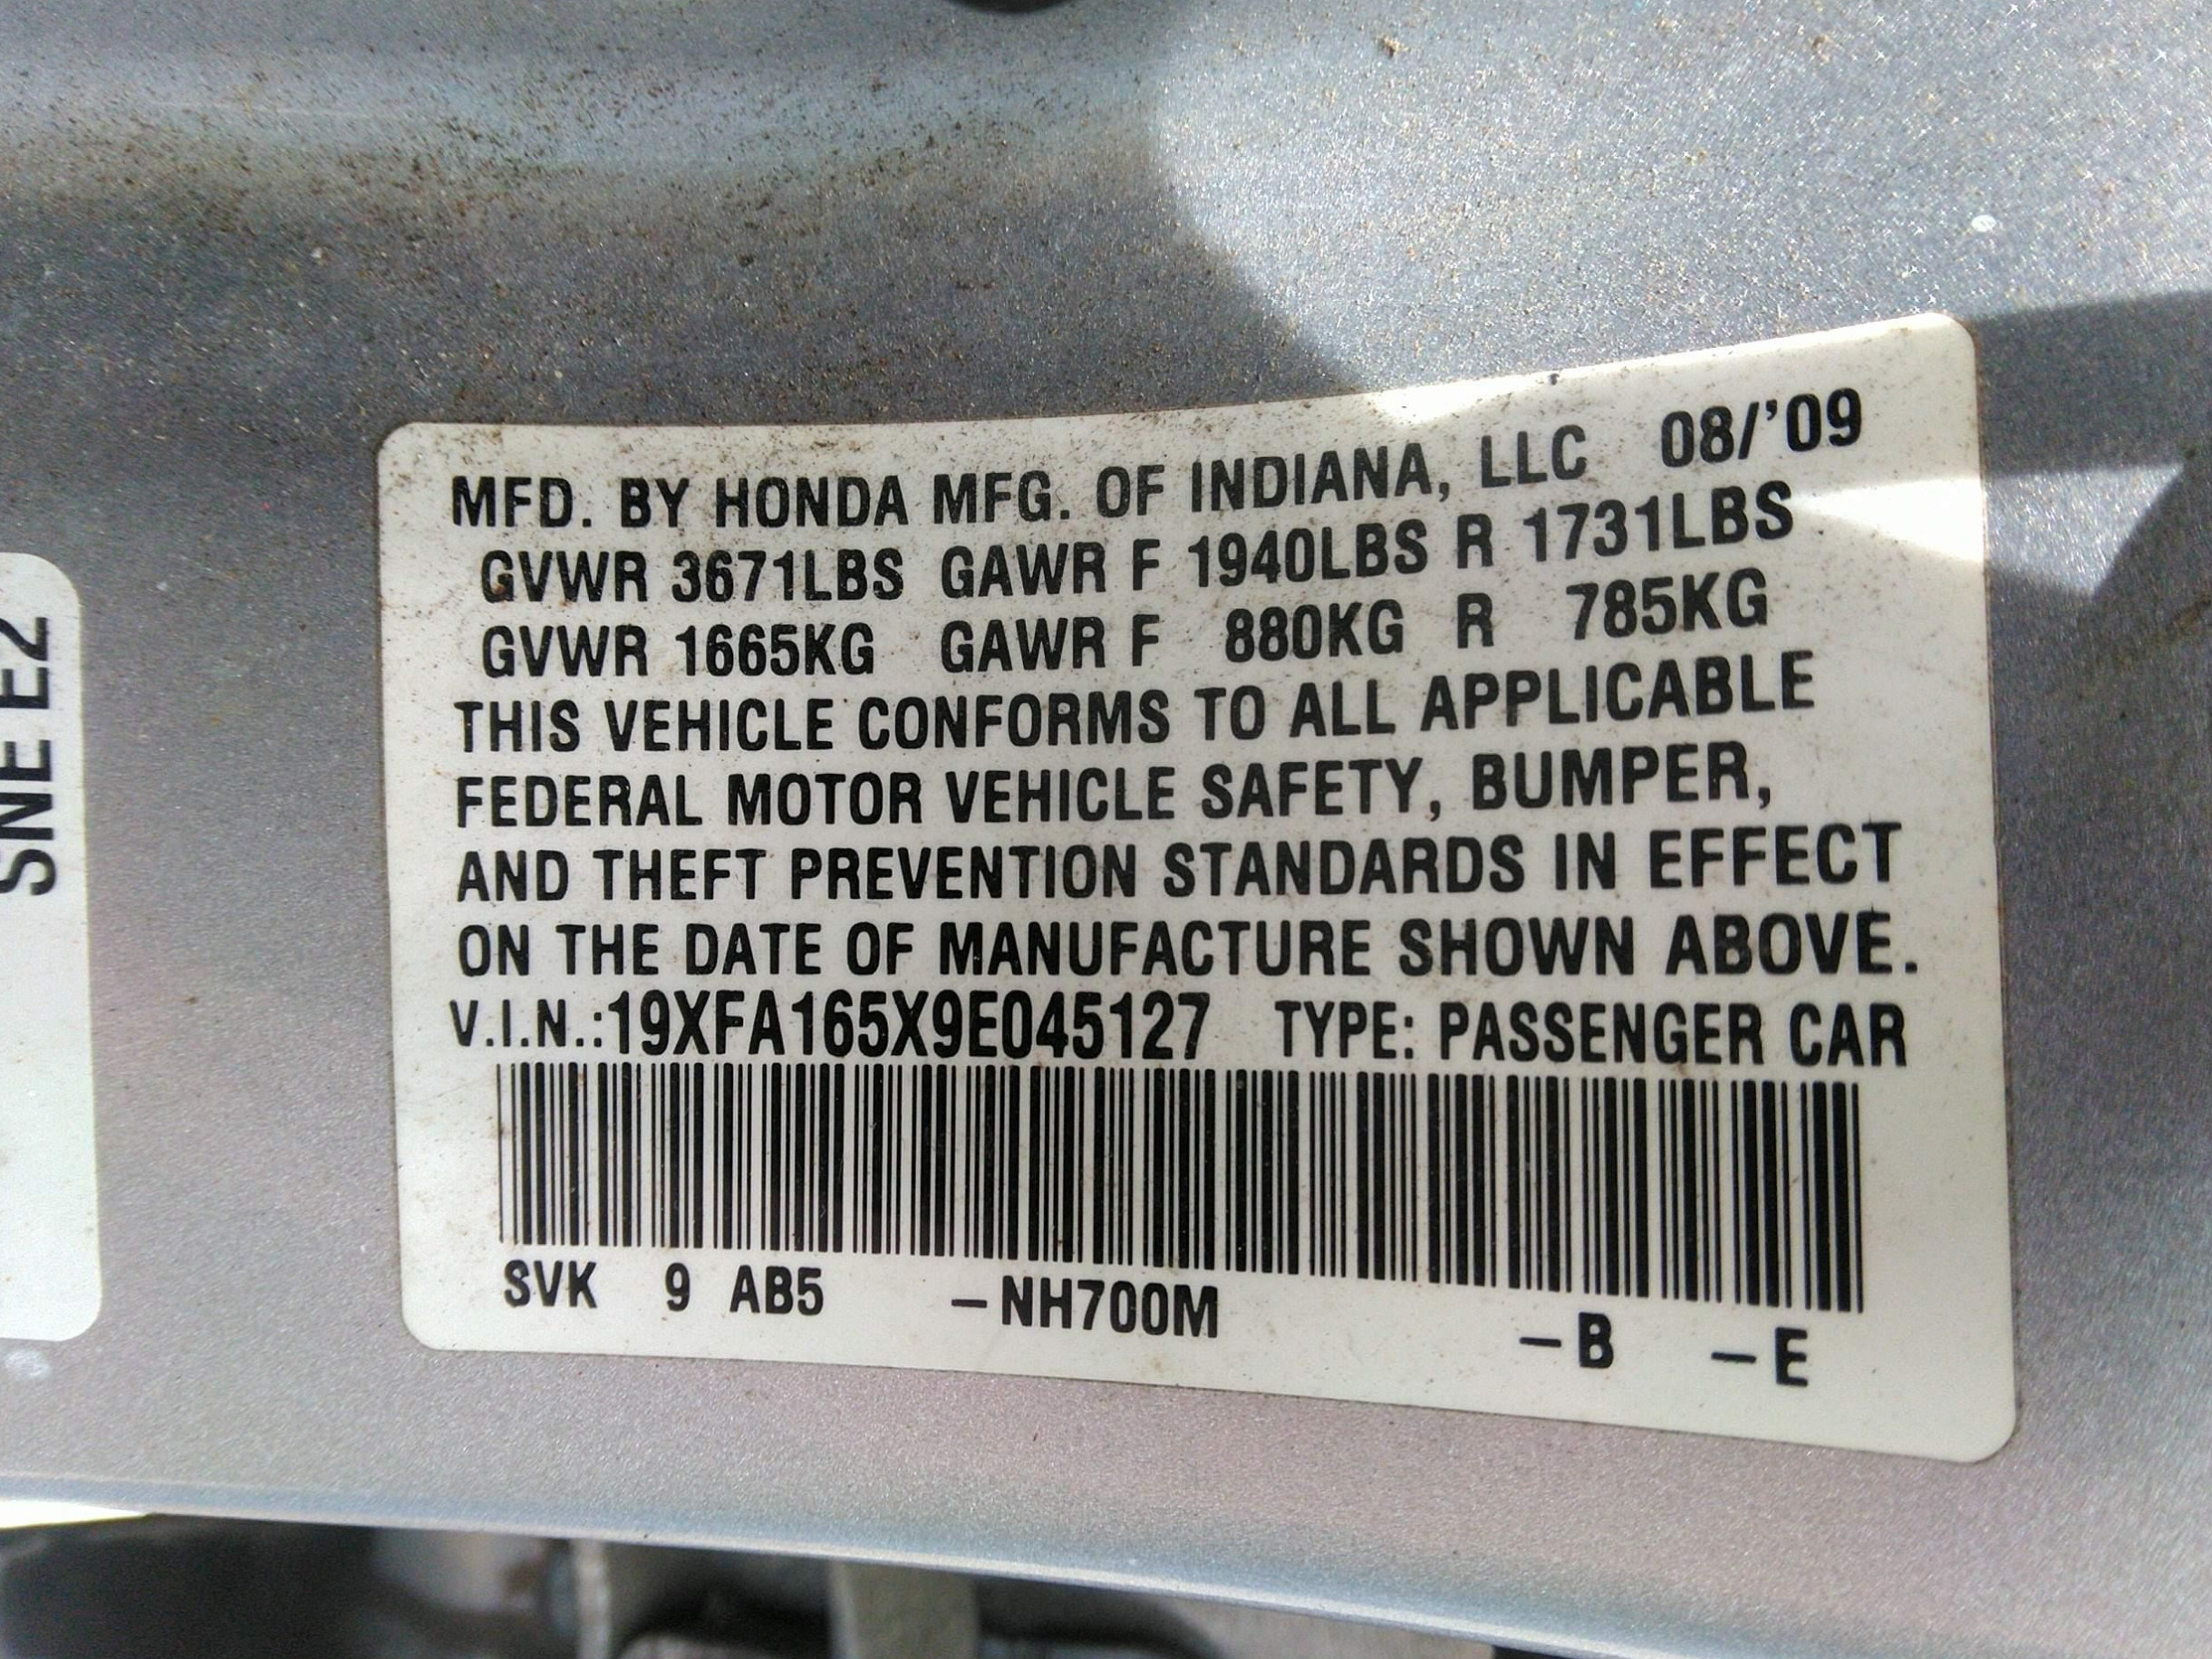 MFD. BY HONDA MFG. OF INDIANA, LLC 08/'09
GVWR 3671LBS GAWR F 1940LBS R 1731LBS
GVWR 1665KG GAWR F 880KG R 785KG
THIS VEHICLE CONFORMS TO ALL APPLICABLE
FEDERAL MOTOR VEHICLE SAFETY, BUMPER,
AND THEFT PREVENTION STANDARDS IN EFFECT
ON THE DATE OF MANUFACTURE SHOWN ABOVE.
V.I.N.:19XFA165X9E045127 TYPE: PASSENGER CAR
SVK 9 AB5 -NH700M -B -E
SNE E2